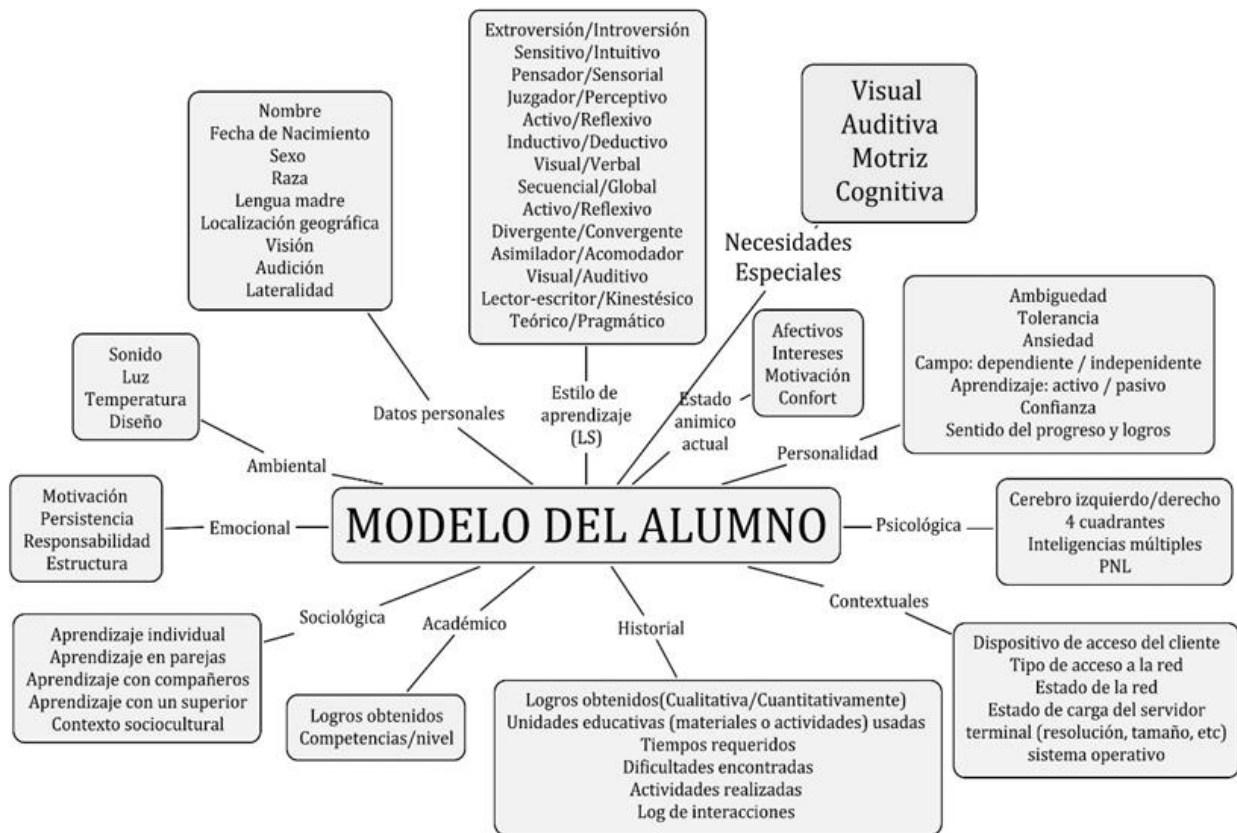 Extroversión/Introversión
Sensitivo/Intuitivo
Pensador/Sensorial
Juzgador/Perceptivo
Activo/Reflexivo
Inductivo/Deductivo
Visual/Verbal
Secuencial/Global
Activo/Reflexivo
Divergente/Convergente
Asimilador/Acomodador
Visual/Auditivo
Lector-escritor/Kinestésico
Teórico/Pragmático
Estilo de
aprendizaje
(LS)
Visual
Auditiva
Motriz
Cognitiva
Necesidades
Especiales
Nombre
Fecha de Nacimiento
Sexo
Raza
Lengua madre
Localización geográfica
Visión
Audición
Lateralidad
Datos personales
Afectivos
Intereses
Motivación
Confort
Estado
animico
actual
Ambiguedad
Tolerancia
Ansiedad
Campo: dependiente / indepenidente
Aprendizaje: activo / pasivo
Confianza
Sentido del progreso y logros
Personalidad
Sonido
Luz
Temperatura
Diseño
Ambiental
Motivación
Persistencia
Responsabilidad
Estructura
Emocional
MODELO DEL ALUMNO
Psicológica
Cerebro izquierdo/derecho
4 cuadrantes
Inteligencias múltiples
PNL
Sociológica
Aprendizaje individual
Aprendizaje en parejas
Aprendizaje con compañeros
Aprendizaje con un superior
Contexto sociocultural
Académico
Logros obtenidos
Competencias/nivel
Historial
Logros obtenidos(Cualitativa/Cuantitativamente)
Unidades educativas (materiales o actividades) usadas
Tiempos requeridos
Dificultades encontradas
Actividades realizadas
Log de interacciones
Contextuales
Dispositivo de acceso del cliente
Tipo de acceso a la red
Estado de la red
Estado de carga del servidor
terminal (resolución, tamaño, etc)
sistema operativo